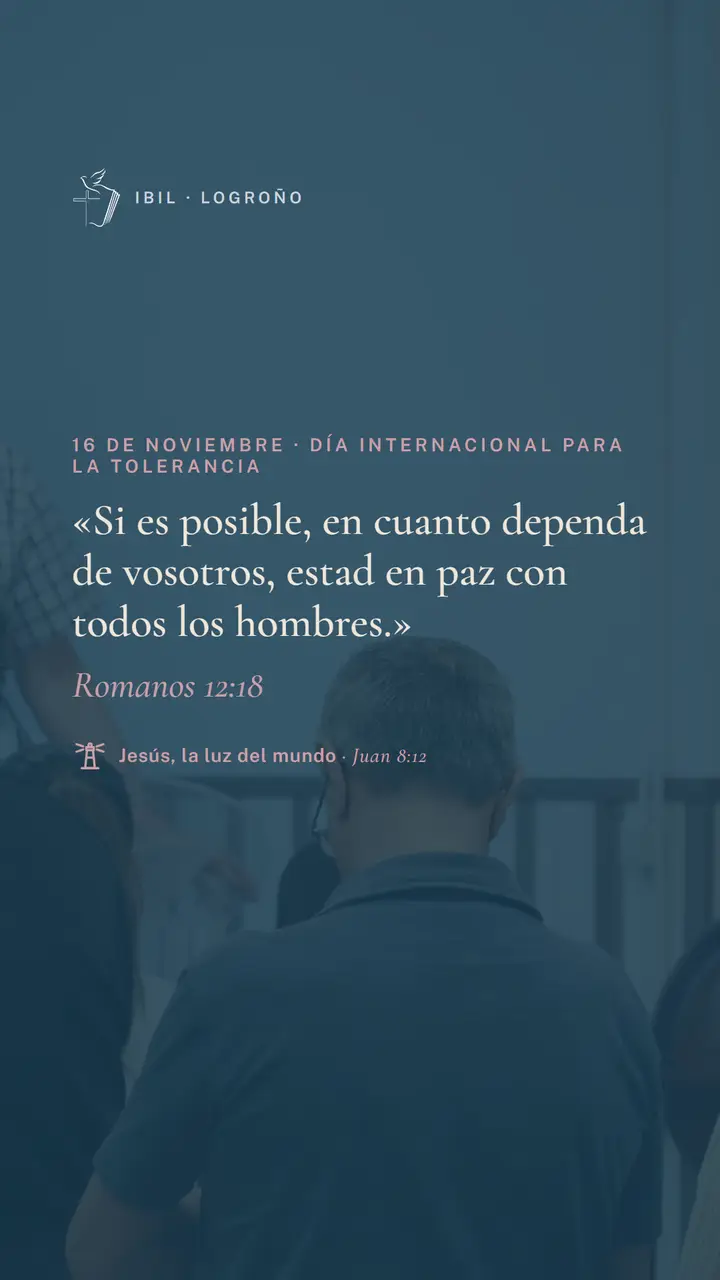 IBIL · LOGROÑO
16 DE NOVIEMBRE · DÍA INTERNACIONAL PARA
LA TOLERANCIA
«Si es posible, en cuanto dependa
de vosotros, estad en paz con
todos los hombres.»
Romanos 12:18
Jesús, la luz del mundo · Juan 8:12